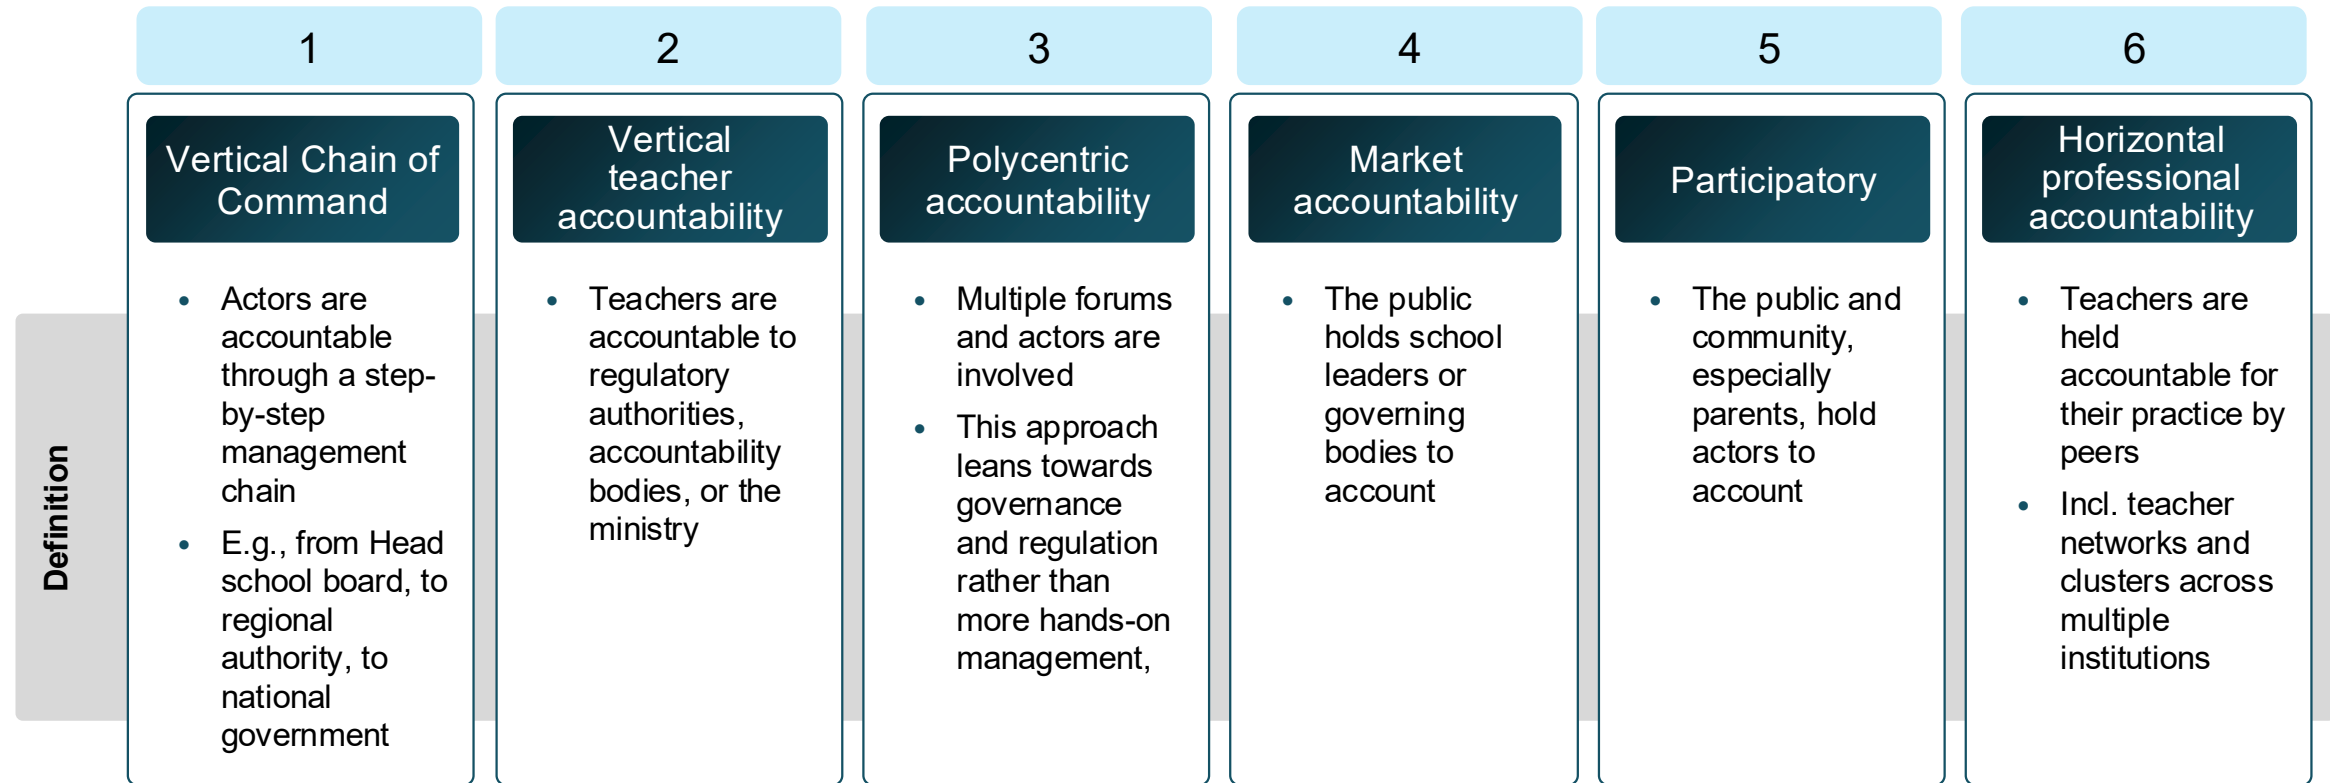 1
2
3
4
5
6
Vertical Chain of
Command
Vertical
teacher
accountability
Polycentric
accountability
Market
accountability
Participatory
Horizontal
professional
accountability
Definition
• Actors are
accountable
through a step-
by-step
management
chain
• E.g., from Head
school board, to
regional
authority, to
national
government
• Teachers are
accountable to
regulatory
authorities,
accountability
bodies, or the
ministry
• Multiple forums
and actors are
involved
• This approach
leans towards
governance
and regulation
rather than
more hands-on
management,
• The public
holds school
leaders or
governing
bodies to
account
• The public and
community,
especially
parents, hold
actors to
account
• Teachers are
held
accountable for
their practice by
peers
• Incl. teacher
networks and
clusters across
multiple
institutions